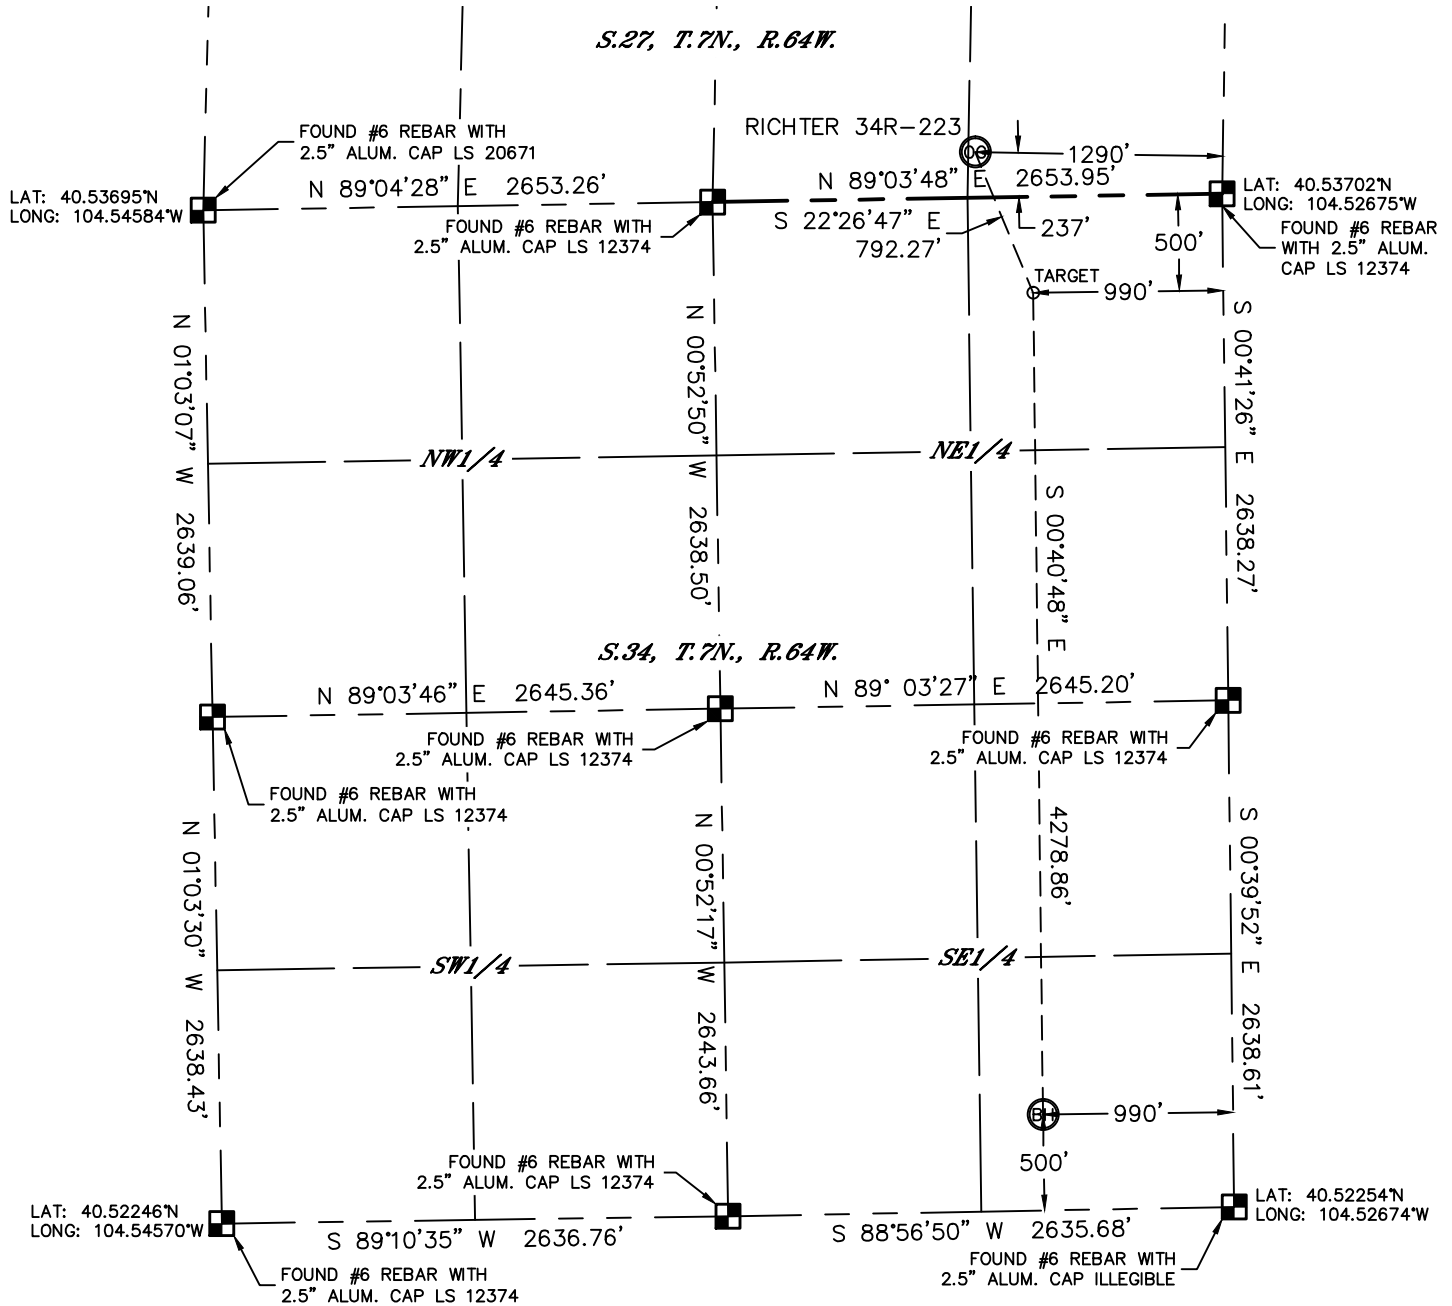 S.27, T.7N., R.64W.
FOUND #6 REBAR WITH
2.5" ALUM. CAP LS 20671
RICHTER 34R-223
OG
1290'
LAT: 40.53695°N
LONG: 104.54584°W
N 89°04'28" E 2653.26'
N 89°03'48" E 2653.95'
LAT: 40.53702°N
LONG: 104.52675°W
FOUND #6 REBAR WITH
2.5" ALUM. CAP LS 12374
S 22°26'47" E
792.27'
237'
500'
FOUND #6 REBAR
WITH 2.5" ALUM.
CAP LS 12374
TARGET
990'
N 01°03'07" W 2639.06'
N 00°52'50" W 2638.50'
S 00°41'26" E 2638.27'
NW1/4
NE1/4
S 00°40'48" E
4278.86'
S.34, T.7N., R.64W.
N 89°03'46" E 2645.36'
N 89° 03'27" E 2645.20'
FOUND #6 REBAR WITH
2.5" ALUM. CAP LS 12374
FOUND #6 REBAR WITH
2.5" ALUM. CAP LS 12374
FOUND #6 REBAR WITH
2.5" ALUM. CAP LS 12374
N 01°03'30" W 2638.43'
N 00°52'17" W 2643.66'
S 00°39'52" E 2638.61'
SW1/4
SE1/4
BH
990'
500'
FOUND #6 REBAR WITH
2.5" ALUM. CAP LS 12374
LAT: 40.52246°N
LONG: 104.54570°W
LAT: 40.52254°N
LONG: 104.52674°W
S 89°10'35" W 2636.76'
S 88°56'50" W 2635.68'
FOUND #6 REBAR WITH
2.5" ALUM. CAP ILLEGIBLE
FOUND #6 REBAR WITH
2.5" ALUM. CAP LS 12374